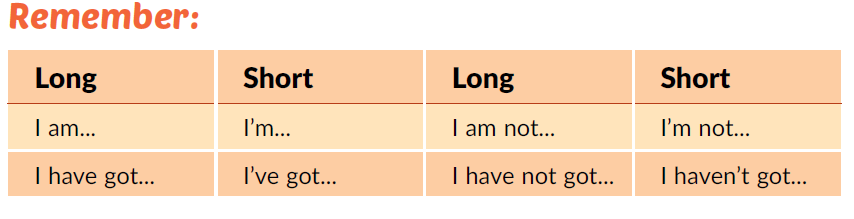 Remember:
Long Short Long Short
I am... I’m... I am not... I’m not...
I have got... I’ve got... I have not got... I haven’t got...